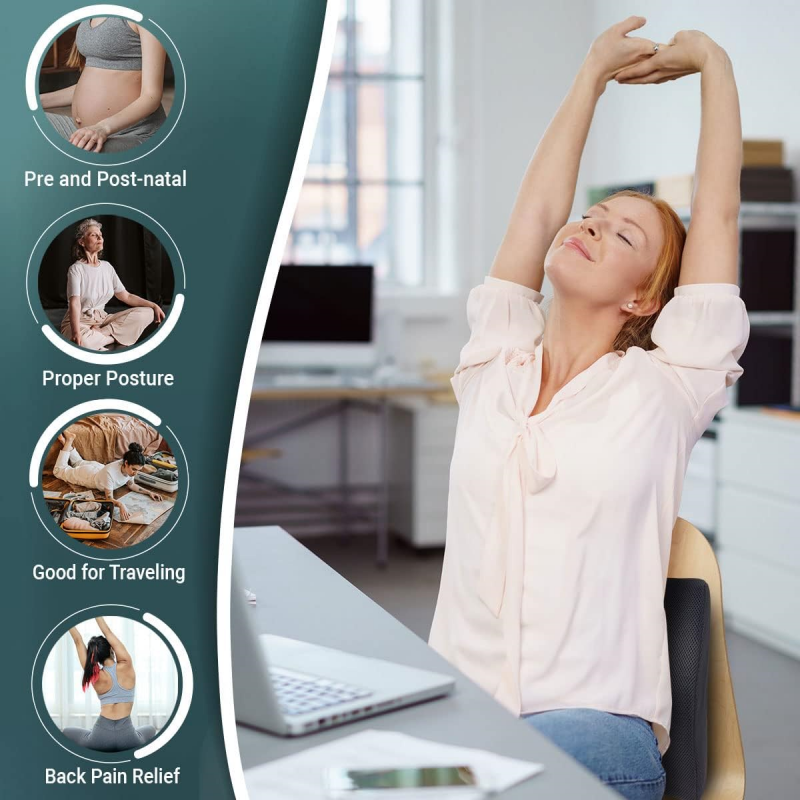 Pre and Post-natal
Proper Posture
Good for Traveling
Back Pain Relief